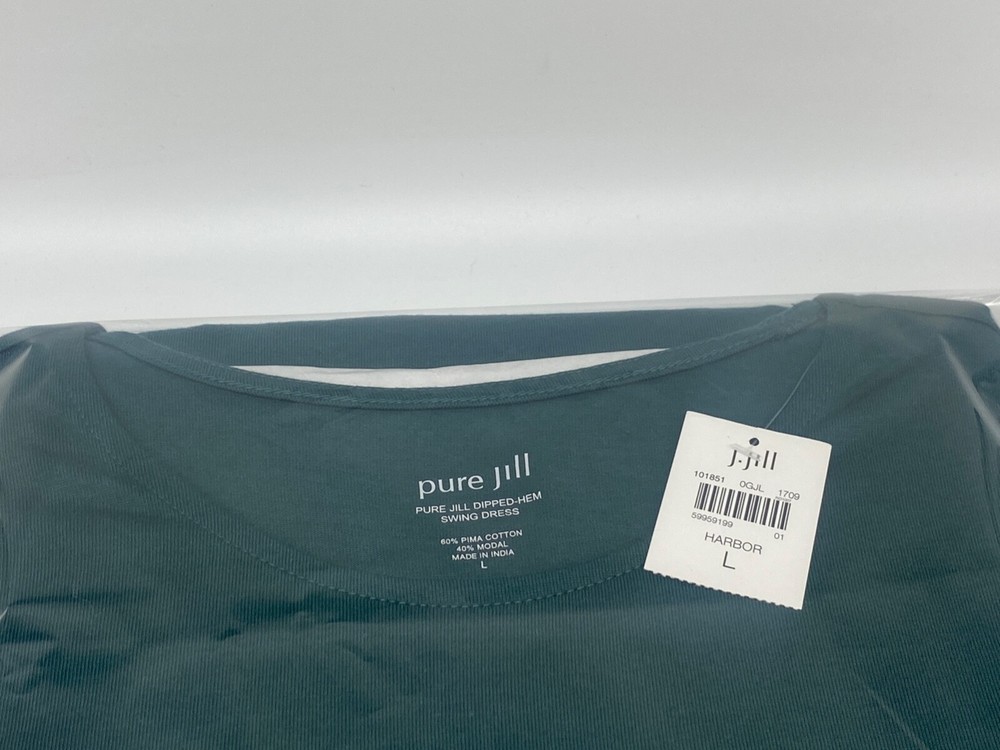 pure Jill
PURE JILL DIPPED-HEM
SWING DRESS
60% PIMA COTTON
40% MODAL
MADE IN INDIA
L
J.Jill
101851 0GJL 1709
59959199 01
HARBOR
L